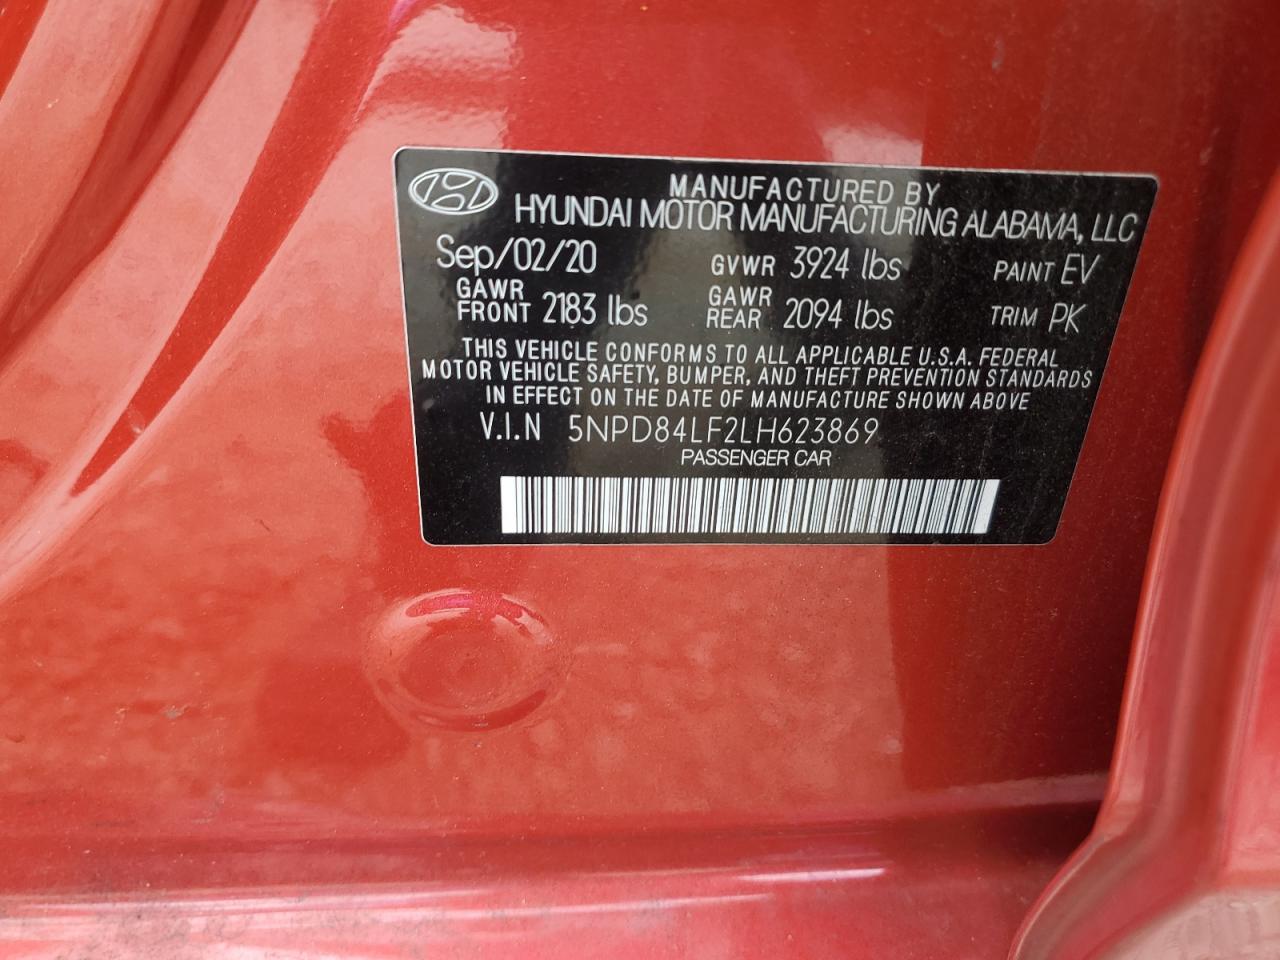 MANUFACTURED BY
HYUNDAI MOTOR MANUFACTURING ALABAMA, LLC
Sep/02/20 GVWR 3924 lbs PAINT EV
GAWR FRONT 2183 lbs GAWR REAR 2094 lbs TRIM PK
THIS VEHICLE CONFORMS TO ALL APPLICABLE U.S.A. FEDERAL
MOTOR VEHICLE SAFETY, BUMPER, AND THEFT PREVENTION STANDARDS
IN EFFECT ON THE DATE OF MANUFACTURE SHOWN ABOVE
V.I.N 5NPD84LF2LH623869
PASSENGER CAR